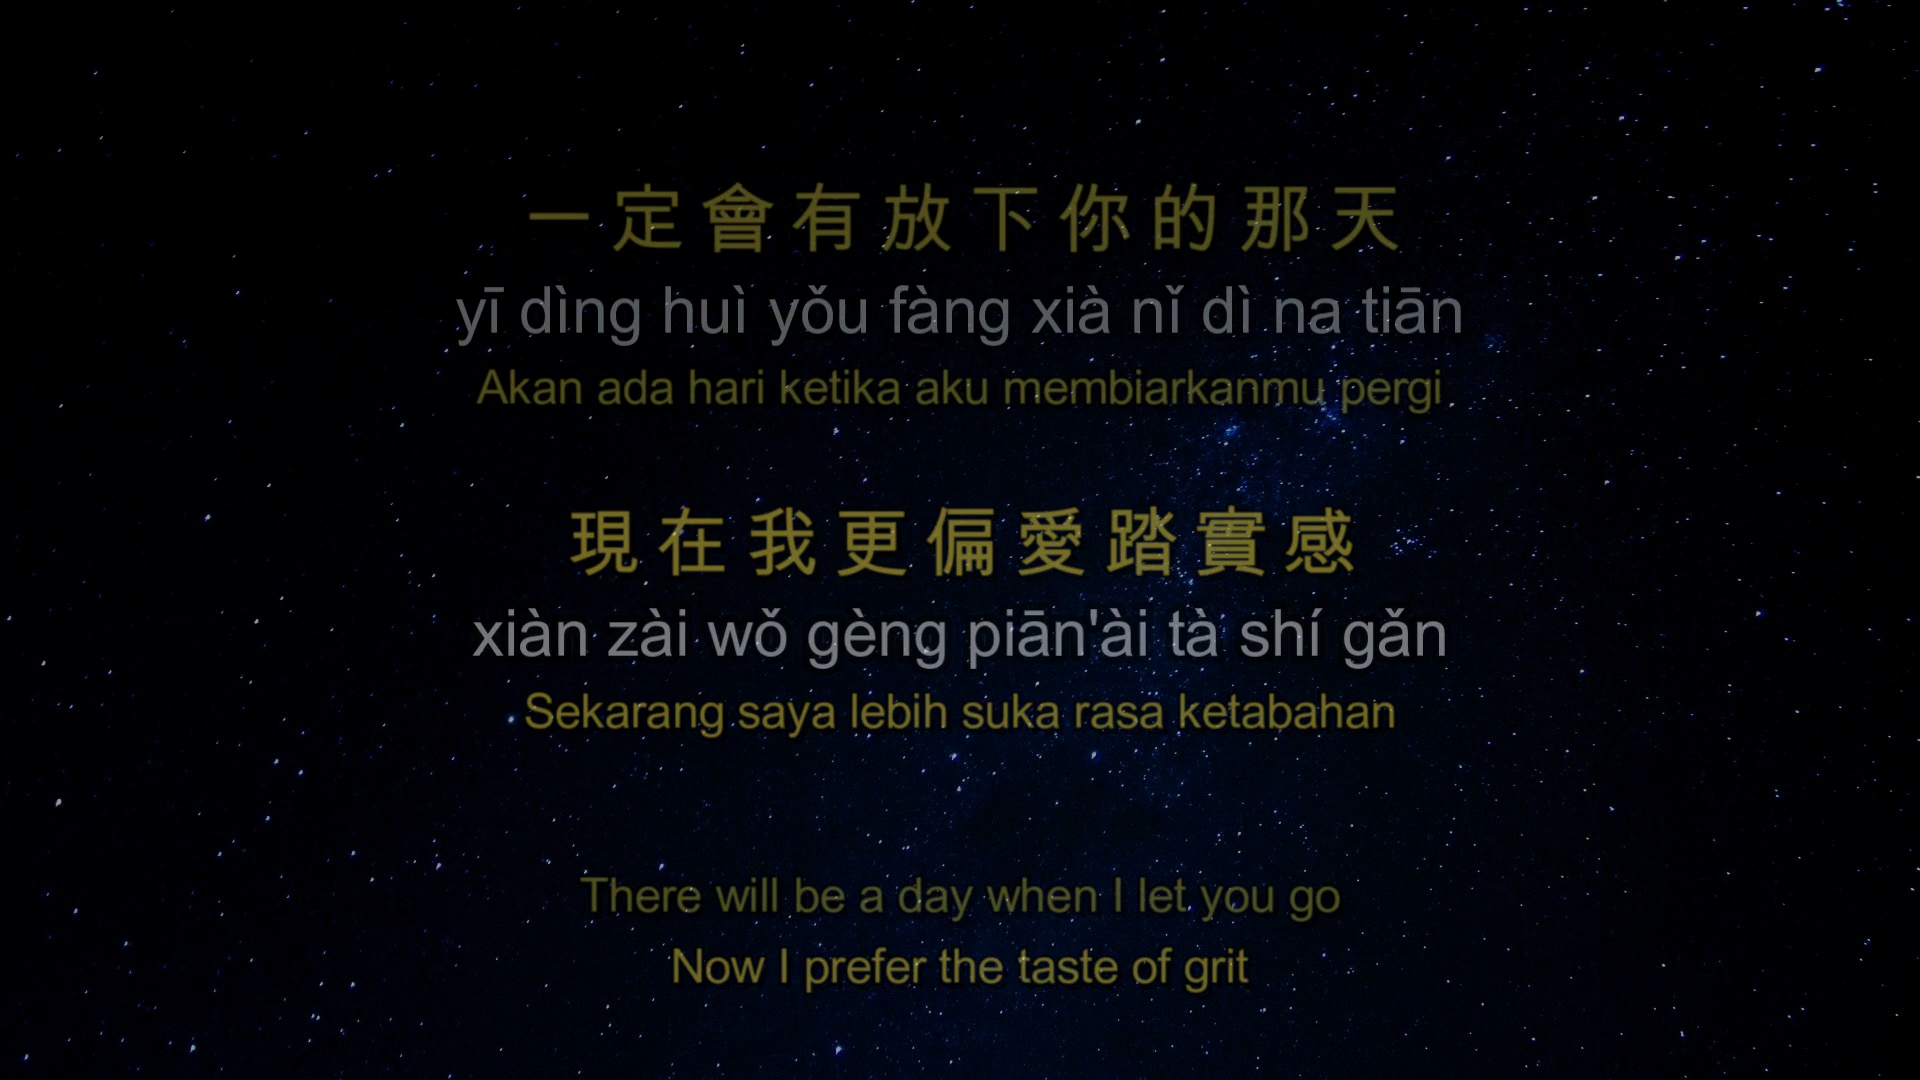 一定會有放下你的那天
yī dìng huì yǒu fàng xià nǐ dì na tiān
Akan ada hari ketika aku membiarkanmu pergi
現在我更偏愛踏實感
xiàn zài wǒ gèng piān'ài tà shí gǎn
Sekarang saya lebih suka rasa ketabahan
There will be a day when I let you go
Now I prefer the taste of grit